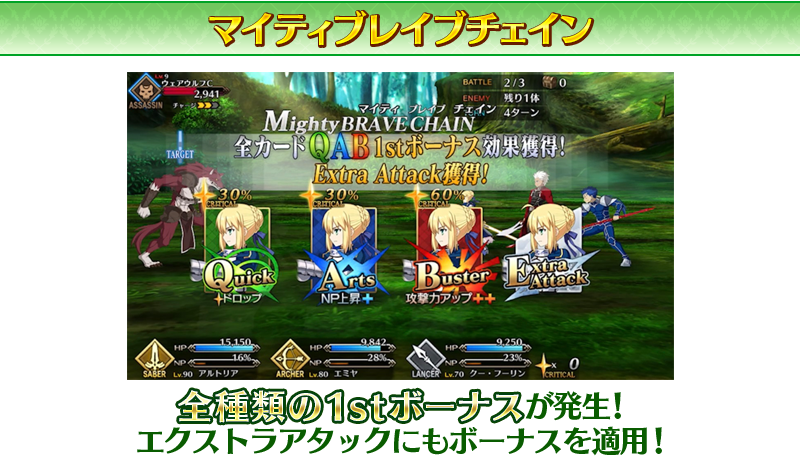 マイティブレイブチェイン
Lv 9
ウェアウルフC
2,941
ASSASSIN
チャージ
BATTLE 2/3 0
ENEMY 残り1体
4ターン
マイティ ブレイブ チェイン
Mighty BRAVE CHAIN
TARGET
全カードQAB1stボーナス効果獲得!
Extra Attack獲得!
30% 30% 60%
CRITICAL CRITICAL CRITICAL
Quick Arts Buster Extra Attack
ドロップ NP上昇 攻撃力アップ
HP 15,150 HP 9,842 HP 9,250
NP 16% NP 28% NP 23% × 0
SABER Lv.90 アルトリア ARCHER Lv.80 エミヤ LANCER Lv.70 クー・フーリン CRITICAL
全種類の1stボーナスが発生!
エクストラアタックにもボーナスを適用!